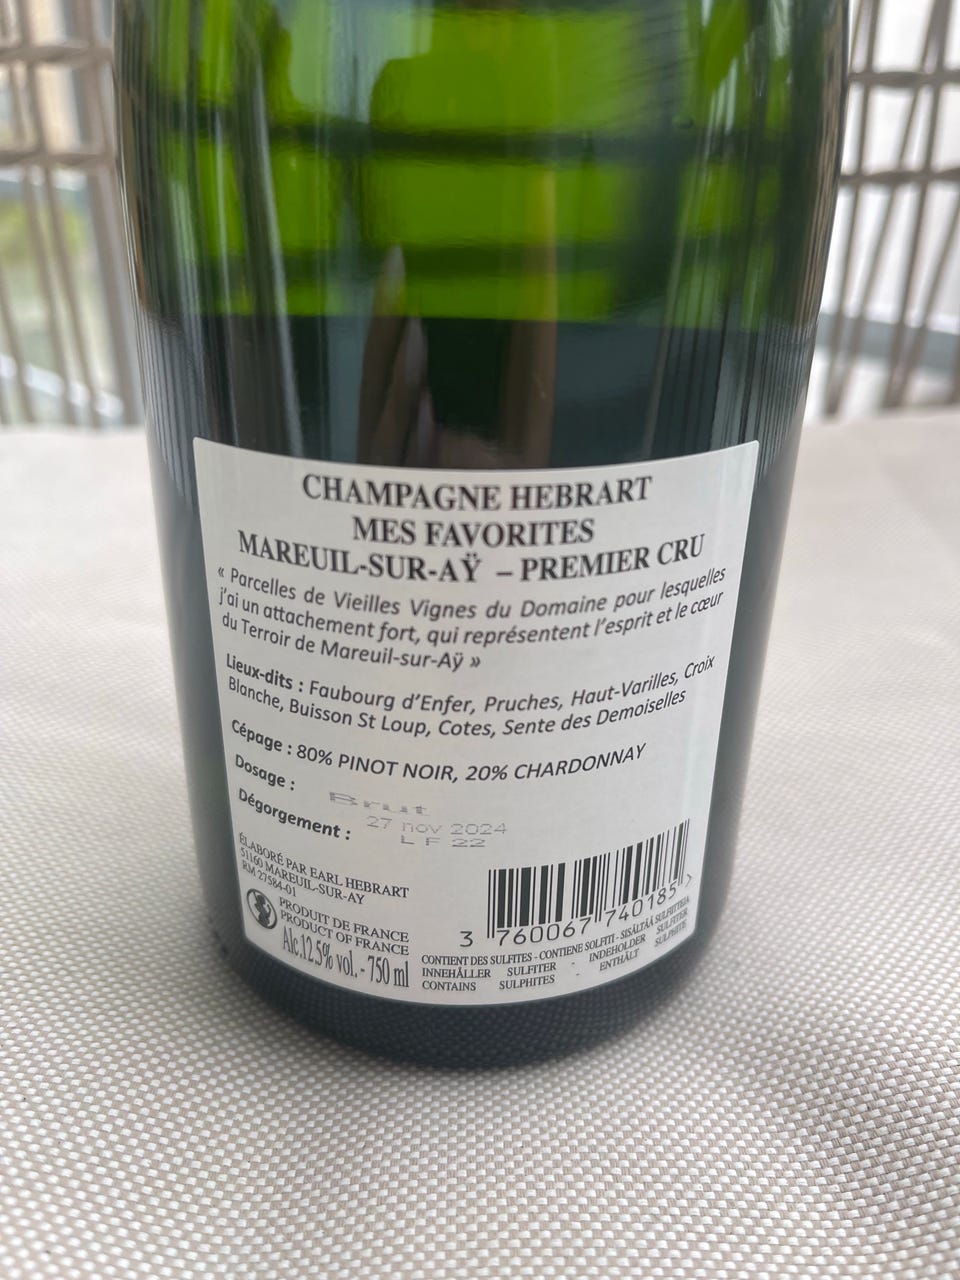 CHAMPAGNE HEBRART
MES FAVORITES
MAREUIL-SUR-AŸ – PREMIER CRU
« Parcelles de Vieilles Vignes du Domaine pour lesquelles
j'ai un attachement fort, qui représentent l'esprit et le cœur
du Terroir de Mareuil-sur-Aÿ »
Lieux-dits : Faubourg d'Enfer, Pruches, Haut-Varilles, Croix
Blanche, Buisson St Loup, Cotes, Sente des Demoiselles
Cépage : 80% PINOT NOIR, 20% CHARDONNAY
Dosage : Brut
Dégorgement : 27 nov 2024
L F 22
ÉLABORÉ PAR EARL HEBRART
51160 MAREUIL-SUR-AY
RM 27584-01
PRODUIT DE FRANCE
PRODUCT OF FRANCE
Alc.12.5% vol. - 750 ml
3 760067 740185 >
CONTIENT DES SULFITES - CONTIENE SOLFITI - SISÄLTÄÄ SULFIITTEJA
INNEHÅLLER SULFITER - INDEHOLDER SULFITER
CONTAINS SULPHITES - ENTHÄLT SULPHITE